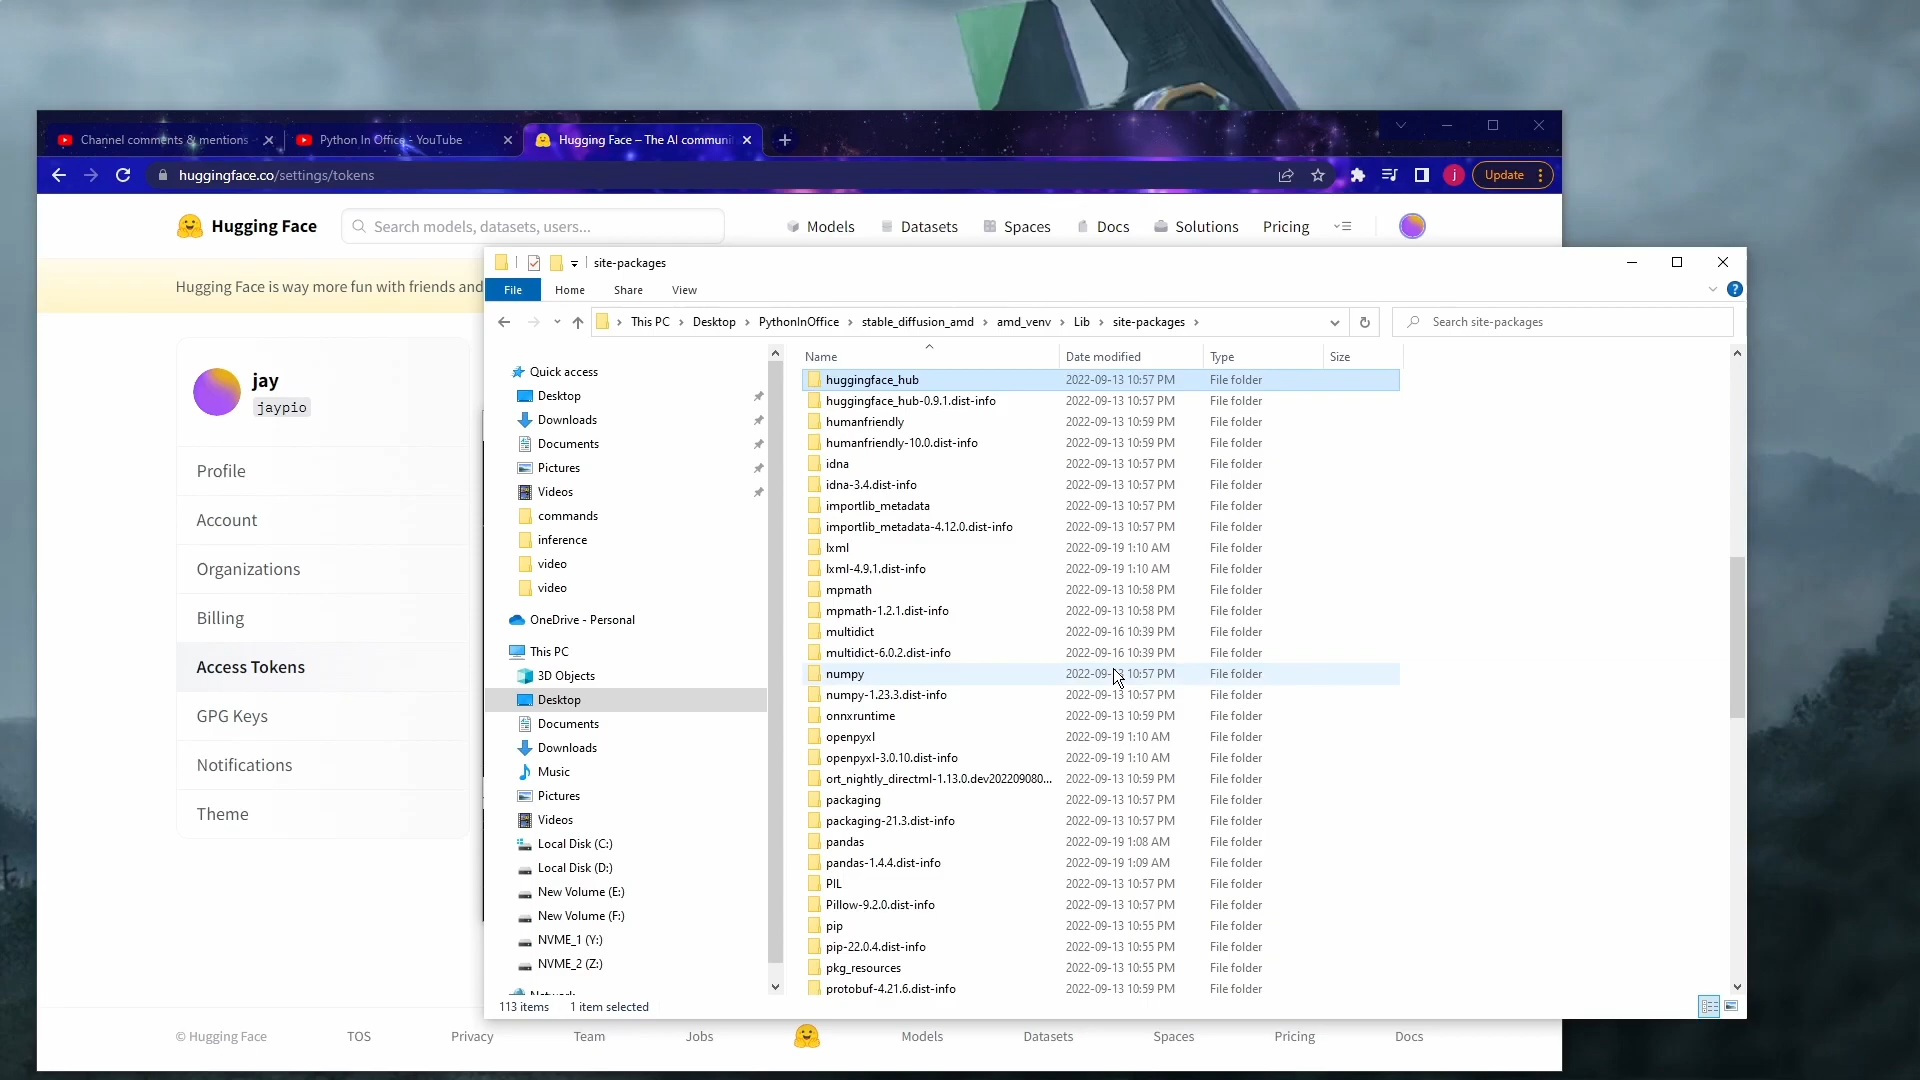 Channel comments & mentions
Python In Office - YouTube
Hugging Face – The AI communi
huggingface.co/settings/tokens
j
Update
Hugging Face
Search models, datasets, users...
Models
Datasets
Spaces
Docs
Solutions
Pricing
Hugging Face is way more fun with friends and
jay
jaypio
Profile
Account
Organizations
Billing
Access Tokens
GPG Keys
Notifications
Theme
site-packages
File
Home
Share
View
This PC
Desktop
PythonInOffice
stable_diffusion_amd
amd_venv
Lib
site-packages
Search site-packages
Quick access
Desktop
Downloads
Documents
Pictures
Videos
commands
inference
video
video
OneDrive - Personal
This PC
3D Objects
Desktop
Documents
Downloads
Music
Pictures
Videos
Local Disk (C:)
Local Disk (D:)
New Volume (E:)
New Volume (F:)
NVME_1 (Y:)
NVME_2 (Z:)
Network
Name Date modified Type Size
huggingface_hub 2022-09-13 10:57 PM File folder
huggingface_hub-0.9.1.dist-info 2022-09-13 10:57 PM File folder
humanfriendly 2022-09-13 10:59 PM File folder
humanfriendly-10.0.dist-info 2022-09-13 10:59 PM File folder
idna 2022-09-13 10:57 PM File folder
idna-3.4.dist-info 2022-09-13 10:57 PM File folder
importlib_metadata 2022-09-13 10:57 PM File folder
importlib_metadata-4.12.0.dist-info 2022-09-13 10:57 PM File folder
lxml 2022-09-19 1:10 AM File folder
lxml-4.9.1.dist-info 2022-09-19 1:10 AM File folder
mpmath 2022-09-13 10:58 PM File folder
mpmath-1.2.1.dist-info 2022-09-13 10:58 PM File folder
multidict 2022-09-16 10:39 PM File folder
multidict-6.0.2.dist-info 2022-09-16 10:39 PM File folder
numpy 2022-09-13 10:57 PM File folder
numpy-1.23.3.dist-info 2022-09-13 10:57 PM File folder
onnxruntime 2022-09-13 10:59 PM File folder
openpyxl 2022-09-19 1:10 AM File folder
openpyxl-3.0.10.dist-info 2022-09-19 1:10 AM File folder
ort_nightly_directml-1.13.0.dev202209080... 2022-09-13 10:59 PM File folder
packaging 2022-09-13 10:57 PM File folder
packaging-21.3.dist-info 2022-09-13 10:57 PM File folder
pandas 2022-09-19 1:08 AM File folder
pandas-1.4.4.dist-info 2022-09-19 1:09 AM File folder
PIL 2022-09-13 10:57 PM File folder
Pillow-9.2.0.dist-info 2022-09-13 10:57 PM File folder
pip 2022-09-13 10:55 PM File folder
pip-22.0.4.dist-info 2022-09-13 10:55 PM File folder
pkg_resources 2022-09-13 10:55 PM File folder
protobuf-4.21.6.dist-info 2022-09-13 10:59 PM File folder
113 items 1 item selected
© Hugging Face
TOS
Privacy
Team
Jobs
Models
Datasets
Spaces
Pricing
Docs